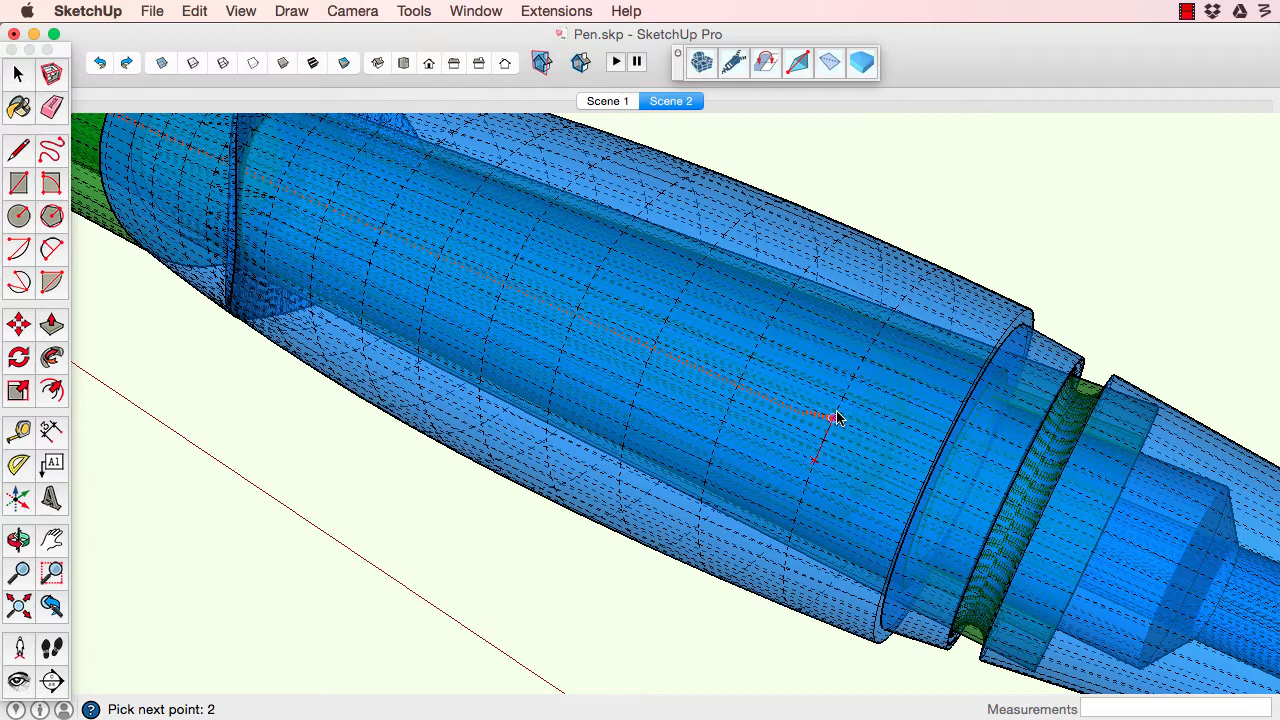 SketchUp File Edit View Draw Camera Tools Window Extensions Help
Pen.skp - SketchUp Pro
Scene 1 Scene 2
A1
? Pick next point: 2 Measurements